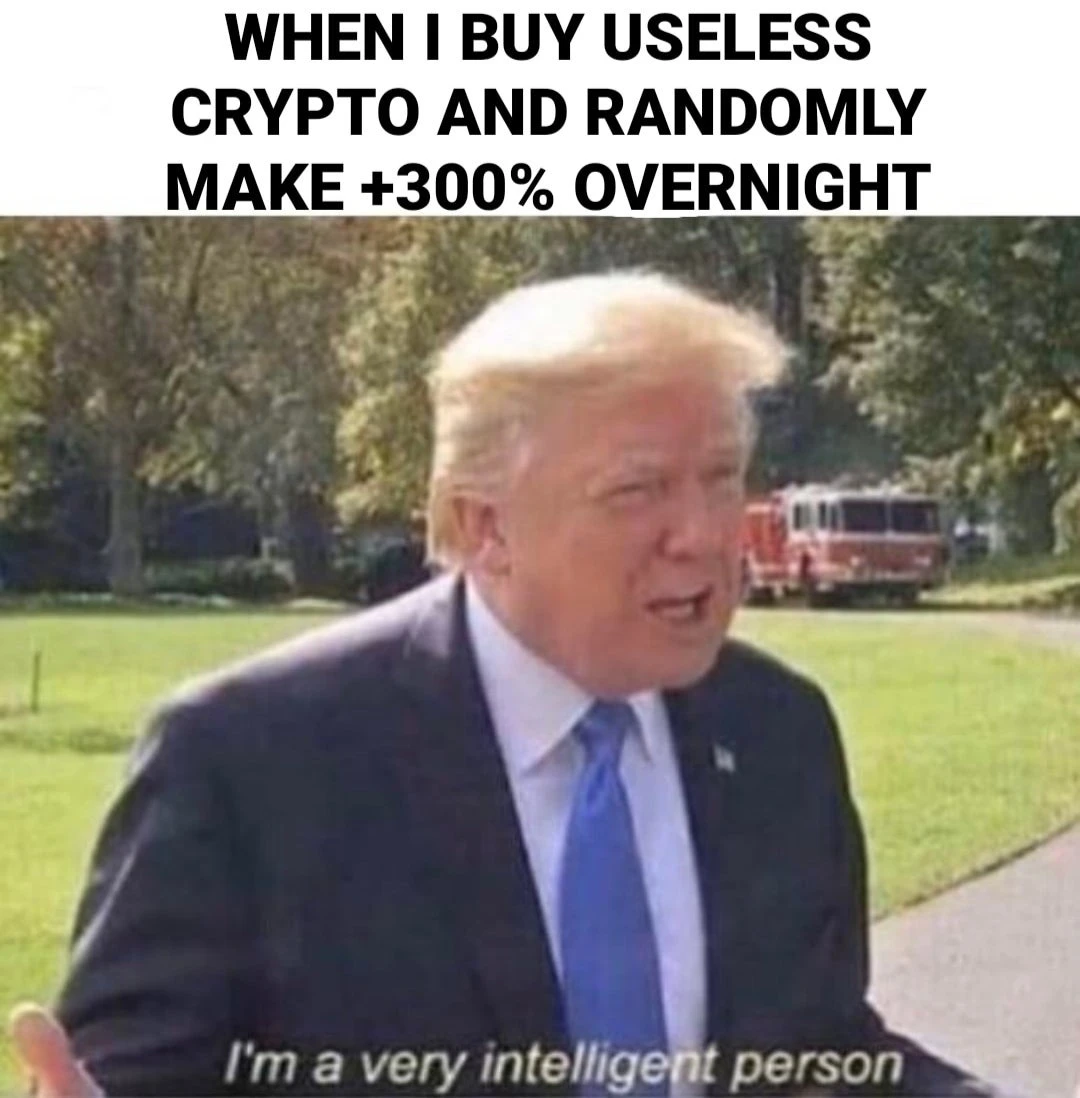 WHEN I BUY USELESS
CRYPTO AND RANDOMLY
MAKE +300% OVERNIGHT
I'm a very intelligent person